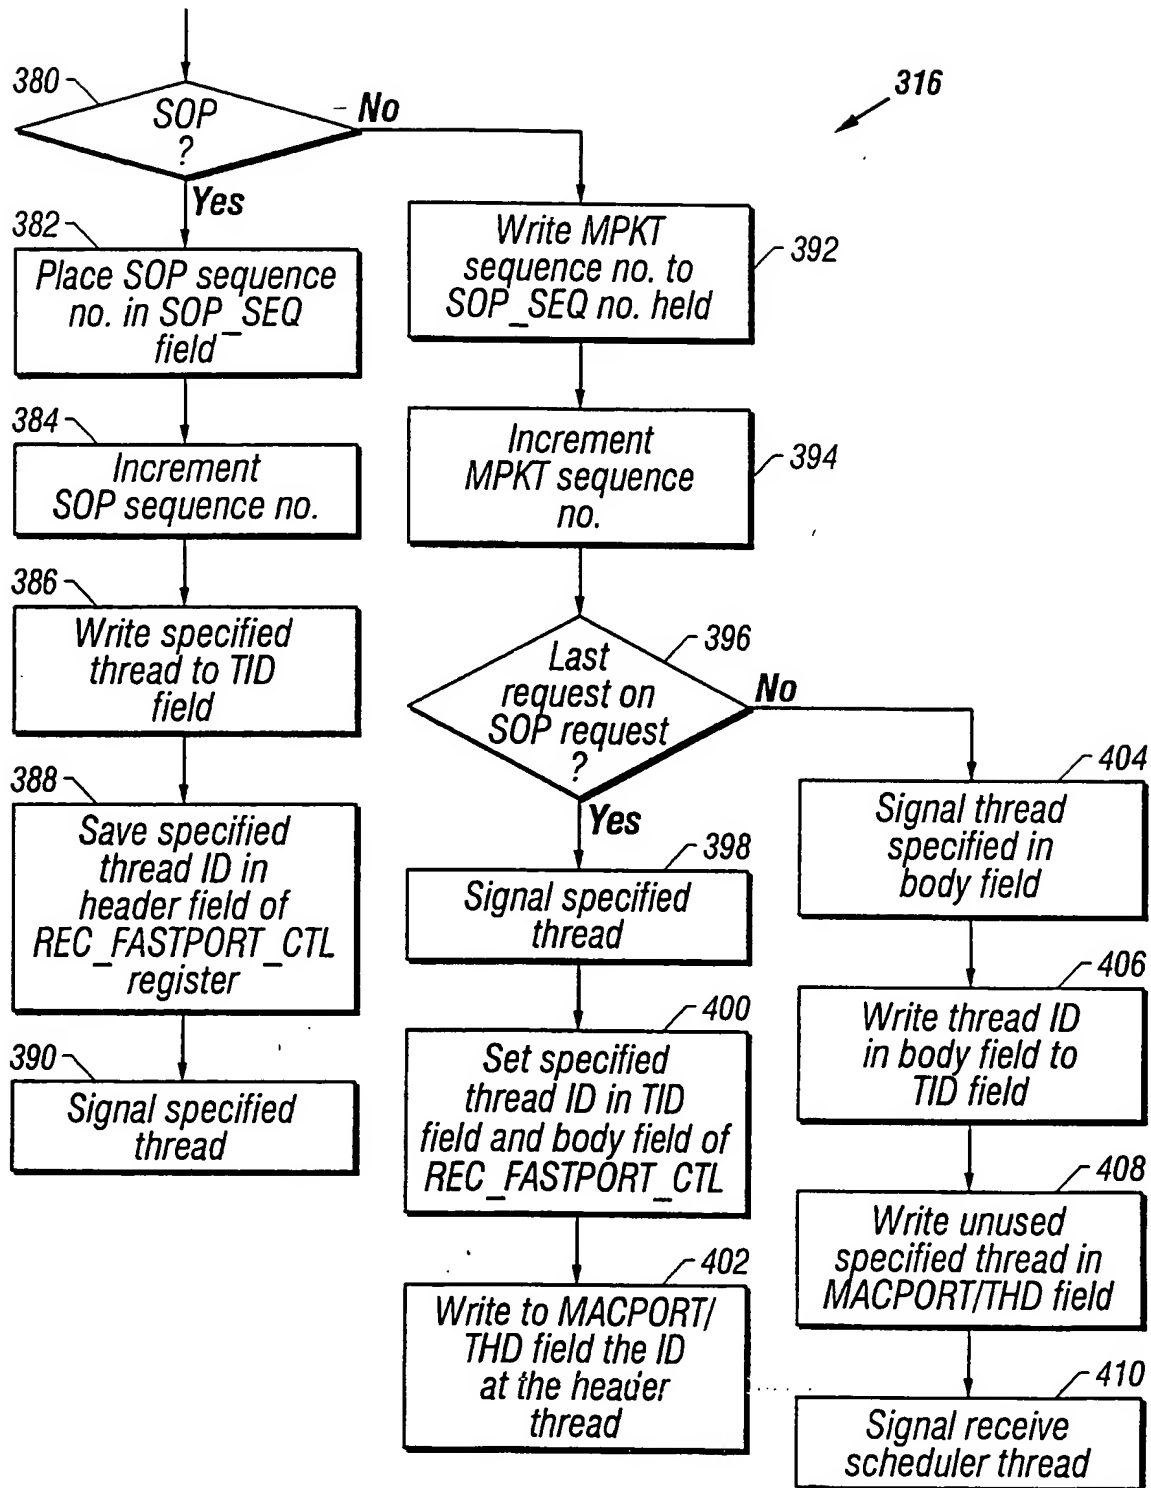 380
SOP
?
No
316
Yes
382
Place SOP sequence
no. in SOP_SEQ
field
384
Increment
SOP sequence no.
386
Write specified
thread to TID
field
388
Save specified
thread ID in
header field of
REC_FASTPORT_CTL
register
390
Signal specified
thread
Write MPKT
sequence no. to
SOP_SEQ no. held
392
Increment
MPKT sequence
no.
394
Last
request on
SOP request
?
396
No
Yes
398
Signal specified
thread
400
Set specified
thread ID in TID
field and body field of
REC_FASTPORT_CTL
402
Write to MACPORT/
THD field the ID
at the header
thread
404
Signal thread
specified in
body field
406
Write thread ID
in body field to
TID field
408
Write unused
specified thread in
MACPORT/THD field
410
Signal receive
scheduler thread